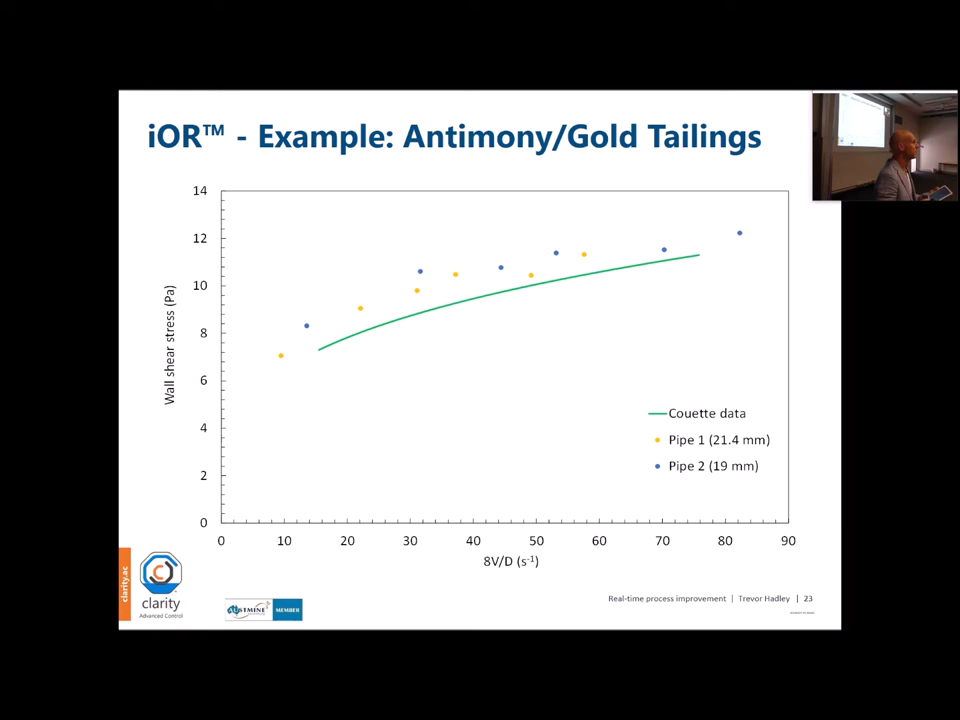 iOR™ - Example: Antimony/Gold Tailings
14
12
10
8
6
4
2
0
Wall shear stress (Pa)
0 10 20 30 40 50 60 70 80 90
8V/D (s⁻¹)
Couette data
Pipe 1 (21.4 mm)
Pipe 2 (19 mm)
clarity.ac
clarity
Advanced Control
MEMBER
Real-time process improvement | Trevor Hadley | 23